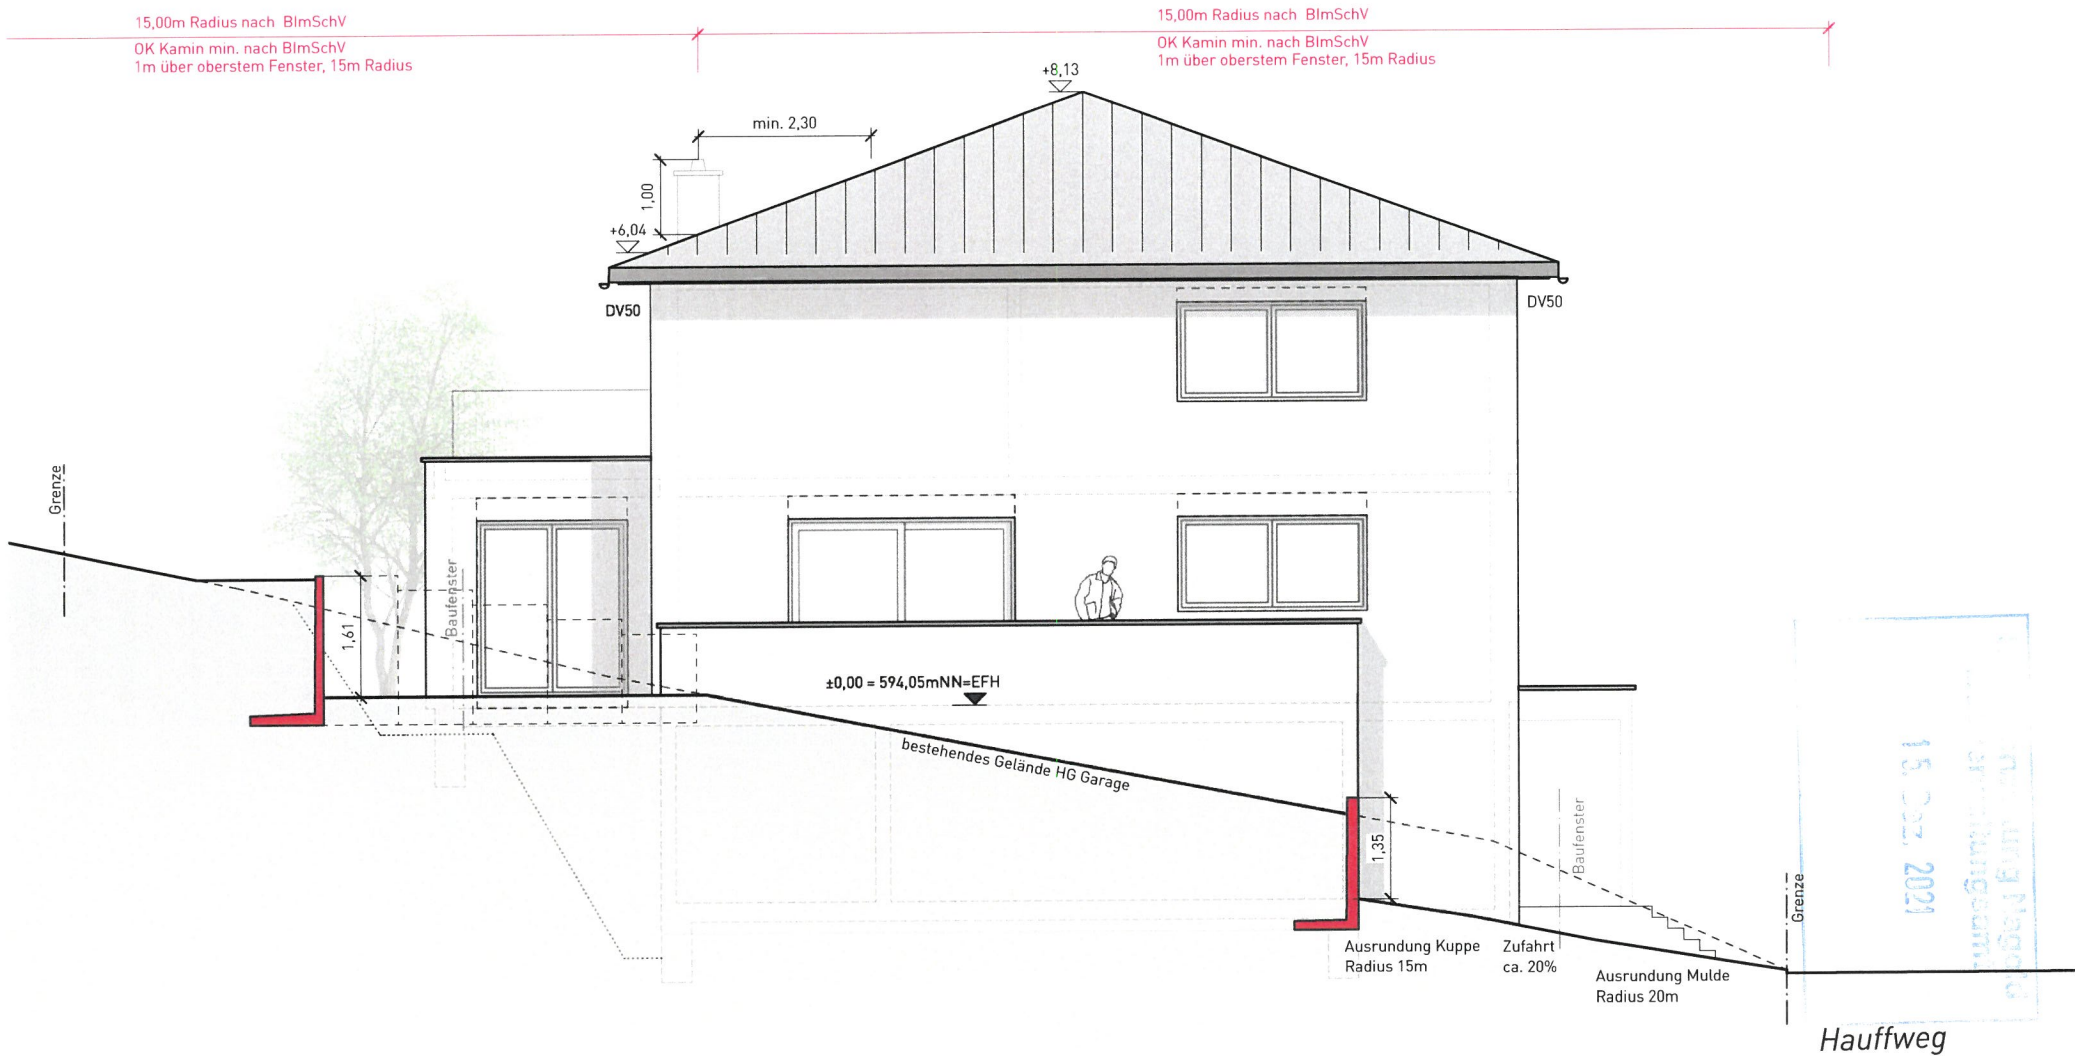 15,00m Radius nach BImSchV
OK Kamin min. nach BImSchV
1m über oberstem Fenster, 15m Radius
15,00m Radius nach BImSchV
OK Kamin min. nach BImSchV
1m über oberstem Fenster, 15m Radius
+8,13
min. 2,30
1,00
+6,04
DV50
DV50
Grenze
Baufenster
1,61
±0,00 = 594,05mNN=EFH
bestehendes Gelände HG Garage
1,35
Baufenster
Grenze
Ausrundung Kuppe
Radius 15m
Zufahrt
ca. 20%
Ausrundung Mulde
Radius 20m
2021
Hauffweg